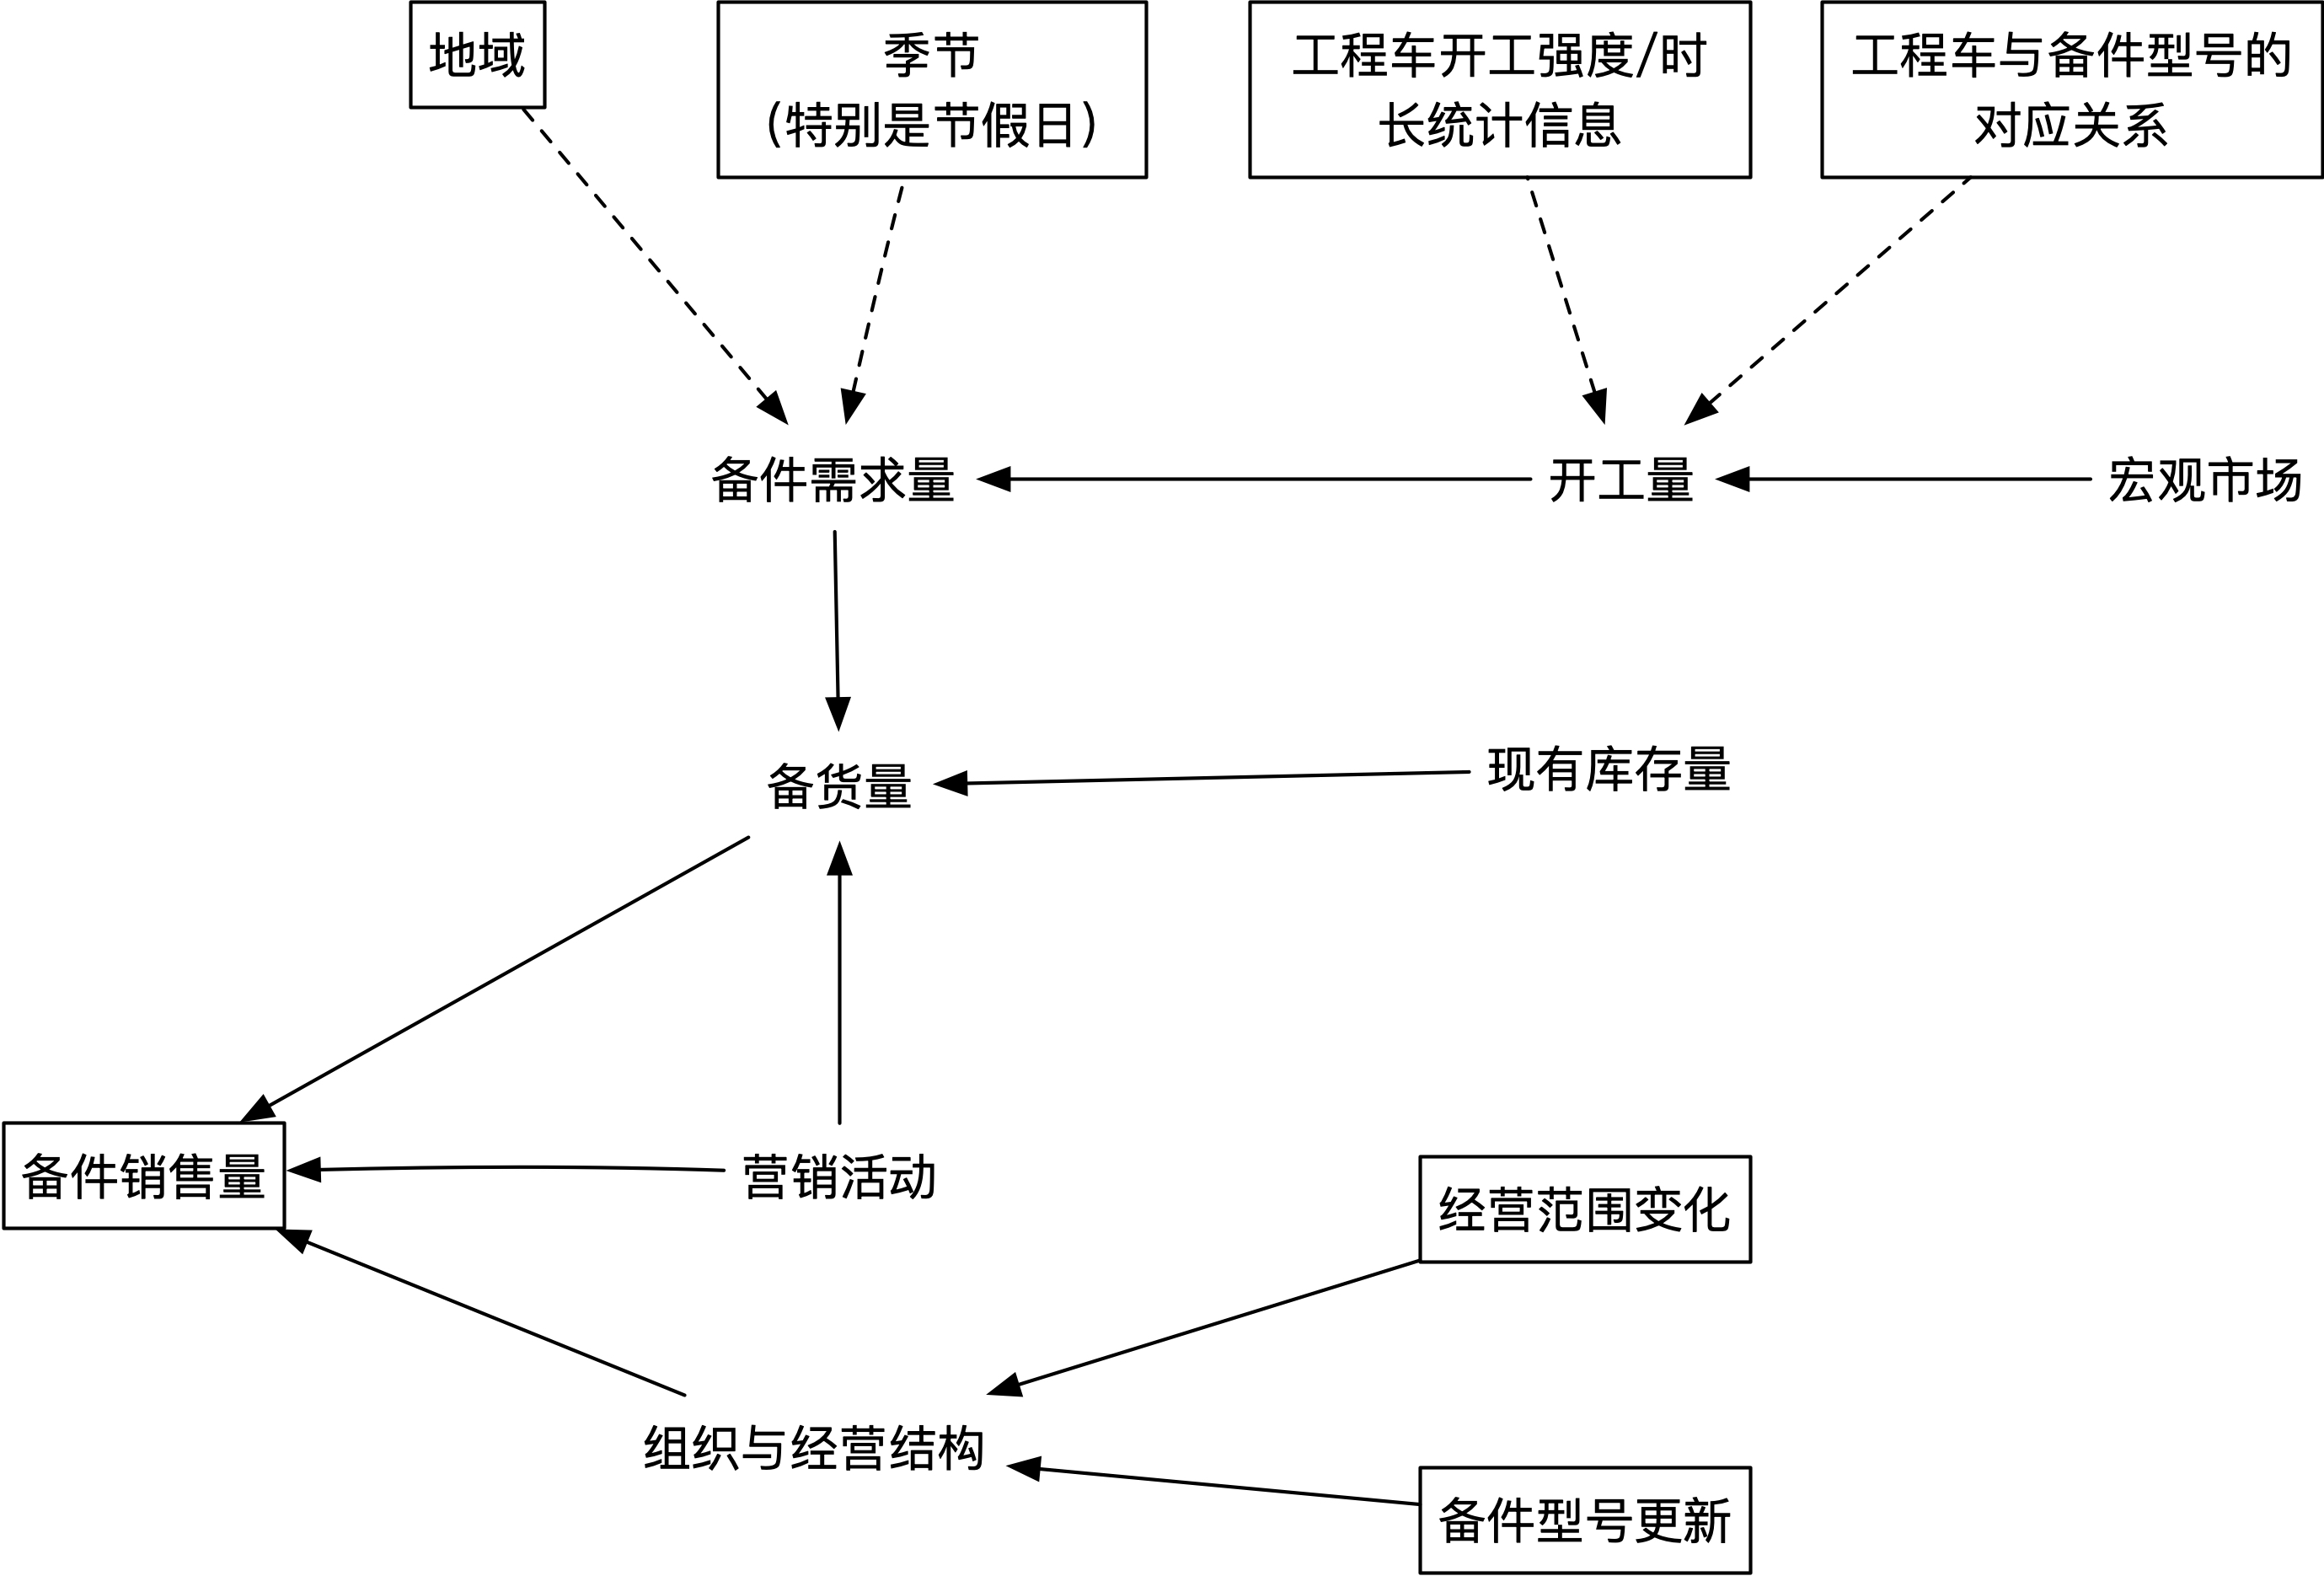 地域
季节
(特别是节假日)
工程车开工强度/时
长统计信息
工程车与备件型号的
对应关系
备件需求量
开工量
宏观市场
备货量
现有库存量
备件销售量
营销活动
经营范围变化
组织与经营结构
备件型号更新